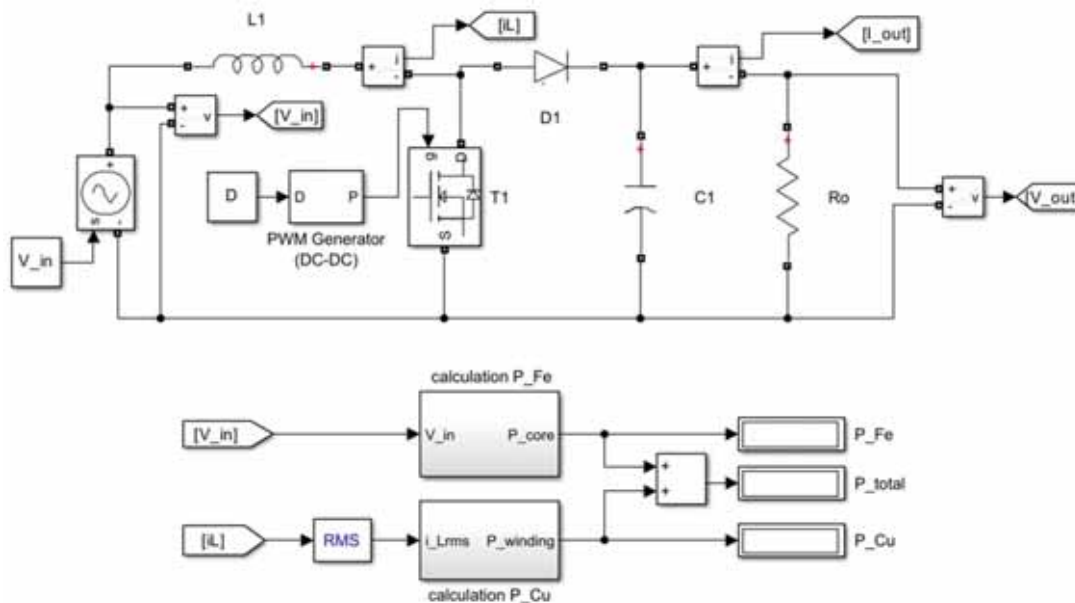 L1
[iL]
[I_out]
+
i
-
+
i
-
D1
+
-
v
[V_in]
+
s
-
D
D
P
PWM Generator
(DC-DC)
g
D
S
T1
C1
Ro
+
-
v
[V_out]
V_in
calculation P_Fe
[V_in]
V_in
P_core
P_Fe
+
+
P_total
[iL]
RMS
i_Lrms
P_winding
P_Cu
calculation P_Cu